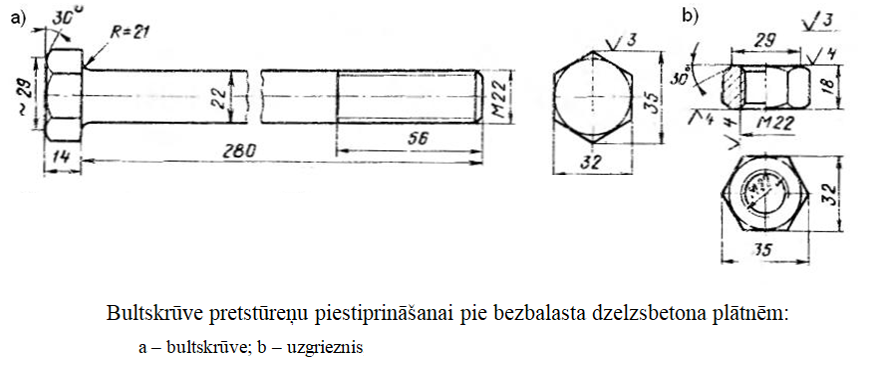 a)
30°
R=21
~ 29
22
M22
14
280
56
3
35
32
b)
3
29
4
30°
18
4
4
M22
32
35
Bultskrūve pretstūreņu piestiprināšanai pie bezbalasta dzelzsbetona plātnēm:
a – bultskrūve; b – uzgrieznis